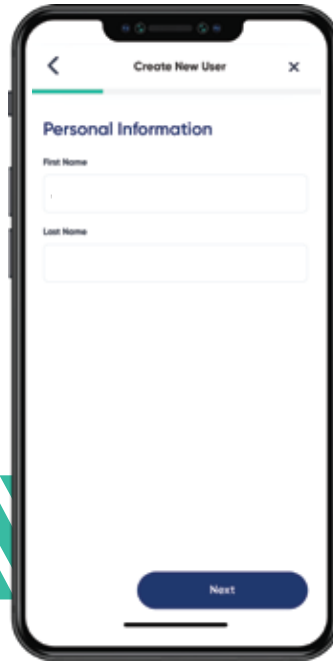 Create New User
Personal Information
First Name
Last Name
Next